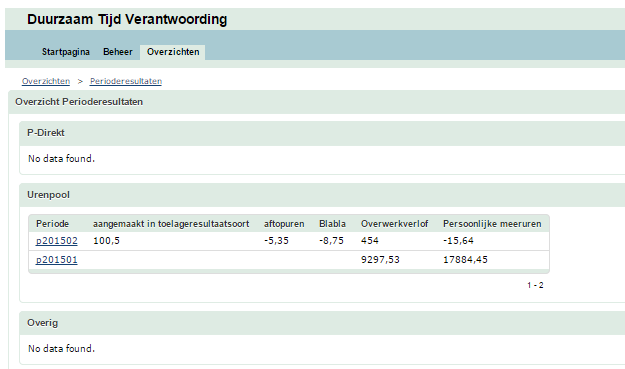 Duurzaam Tijd Verantwoording
Startpagina Beheer Overzichten
Overzichten > Perioderesultaten
Overzicht Perioderesultaten
P-Direkt
No data found.
Urenpool
Periode aangemaakt in toelageresultaatsoort aftopuren Blabla Overwerkverlof Persoonlijke meeruren
p201502 100,5 -5,35 -8,75 454 -15,64
p201501 9297,53 17884,45
1 - 2
Overig
No data found.